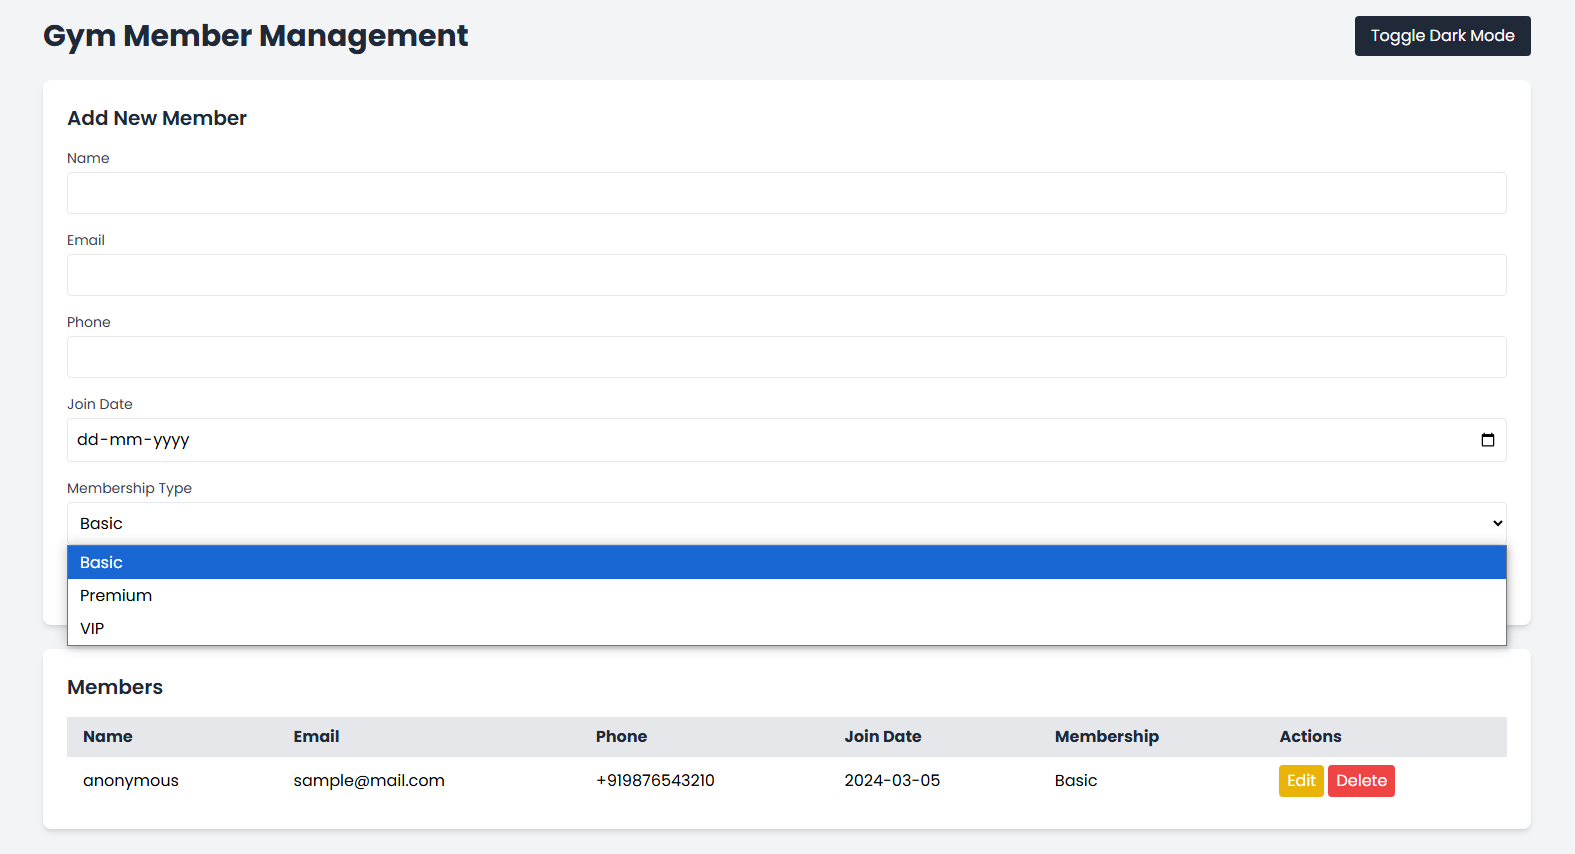 Gym Member Management
Toggle Dark Mode
Add New Member
Name
Email
Phone
Join Date
dd-mm-yyyy
Membership Type
Basic
Basic
Premium
VIP
Members
Name Email Phone Join Date Membership Actions
anonymous sample@mail.com +919876543210 2024-03-05 Basic Edit Delete